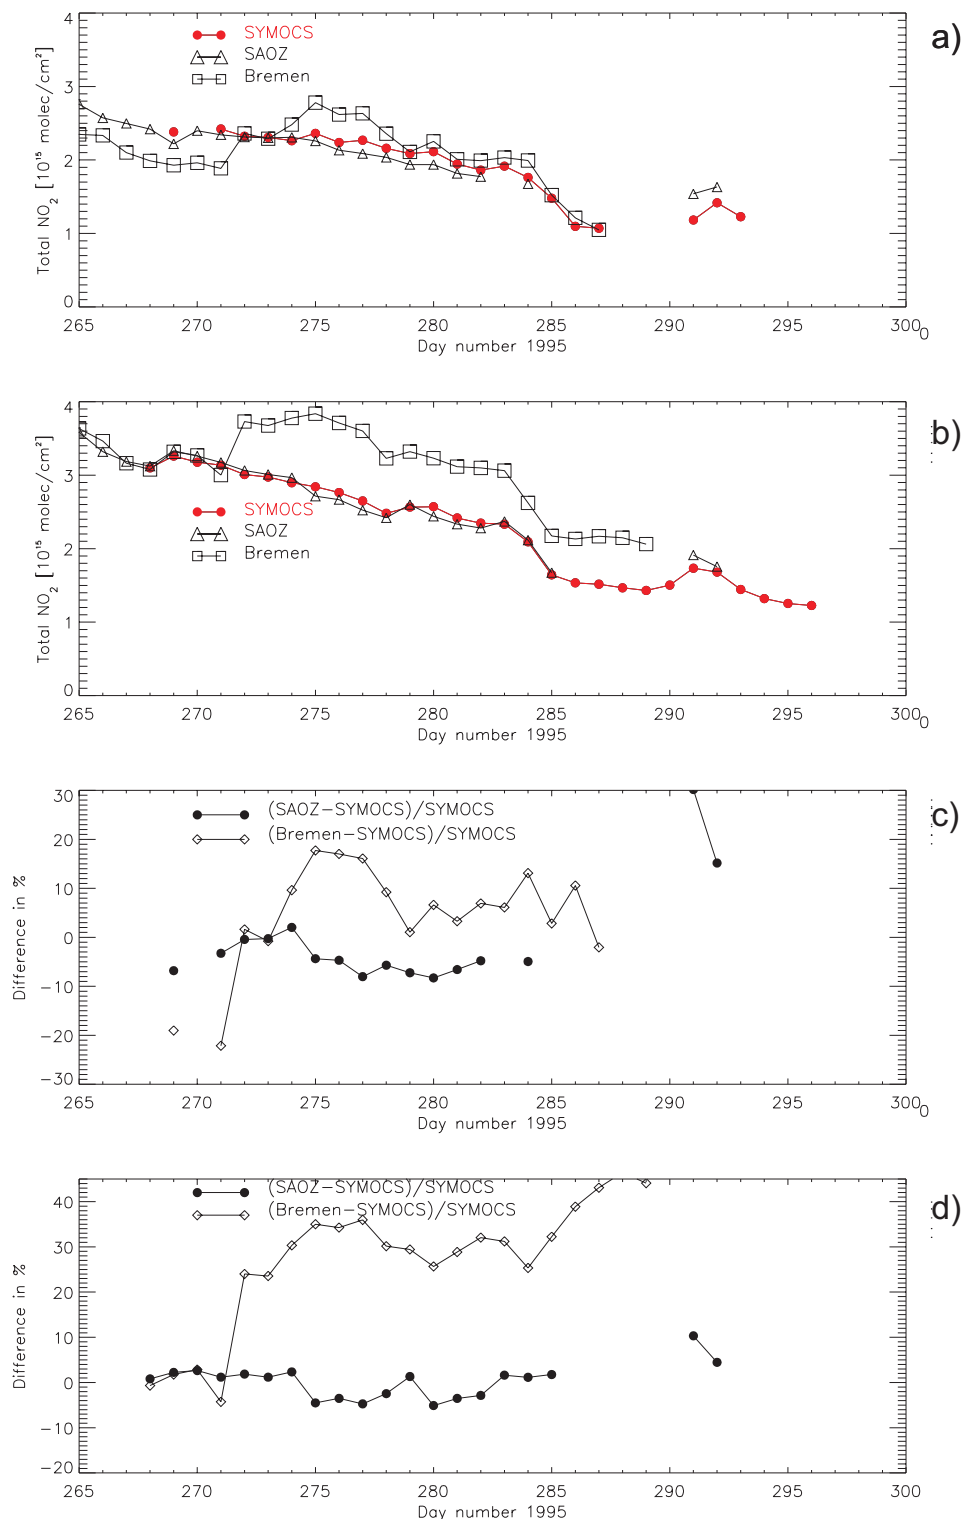 a)
SYMOCS
SAOZ
Bremen
4
3
2
1
0
Total NO₂ [10¹⁵ molec/cm²]
265 270 275 280 285 290 295 300 0
Day number 1995
b)
4
3
2
1
0
SYMOCS
SAOZ
Bremen
Total NO₂ [10¹⁵ molec/cm²]
265 270 275 280 285 290 295 300 0
Day number 1995
c)
(SAOZ−SYMOCS)/SYMOCS
(Bremen−SYMOCS)/SYMOCS
30
20
10
0
−10
−20
−30
Difference in %
265 270 275 280 285 290 295 300 0
Day number 1995
d)
(SAOZ−SYMOCS)/SYMOCS
(Bremen−SYMOCS)/SYMOCS
40
30
20
10
0
−10
−20
Difference in %
265 270 275 280 285 290 295 300
Day number 1995